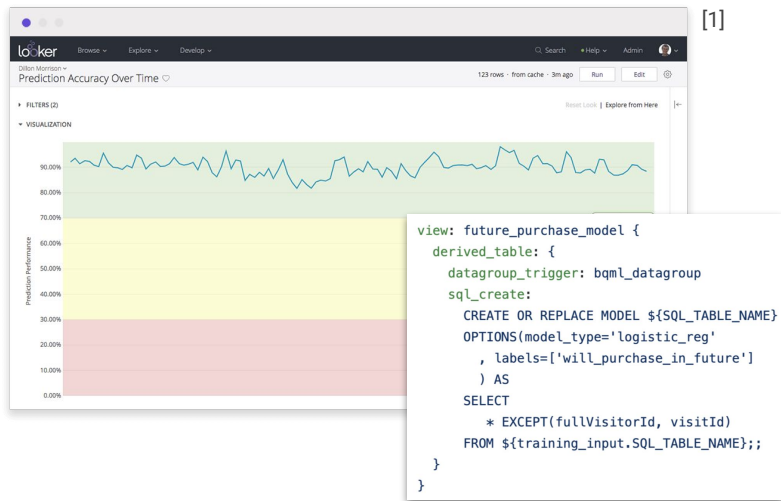 [1]
looker
Browse
Explore
Develop
Search
Help
Admin
Dillon Morrison
Prediction Accuracy Over Time
123 rows · from cache · 3m ago
Run
Edit
FILTERS (2)
Reset Look | Explore from Here
VISUALIZATION
90.00%
80.00%
70.00%
60.00%
50.00%
40.00%
30.00%
20.00%
10.00%
0.00%
Prediction Performance
view: future_purchase_model {
derived_table: {
datagroup_trigger: bqml_datagroup
sql_create:
CREATE OR REPLACE MODEL ${SQL_TABLE_NAME}
OPTIONS(model_type='logistic_reg'
, labels=['will_purchase_in_future']
) AS
SELECT
* EXCEPT(fullVisitorId, visitId)
FROM ${training_input.SQL_TABLE_NAME};;
}
}